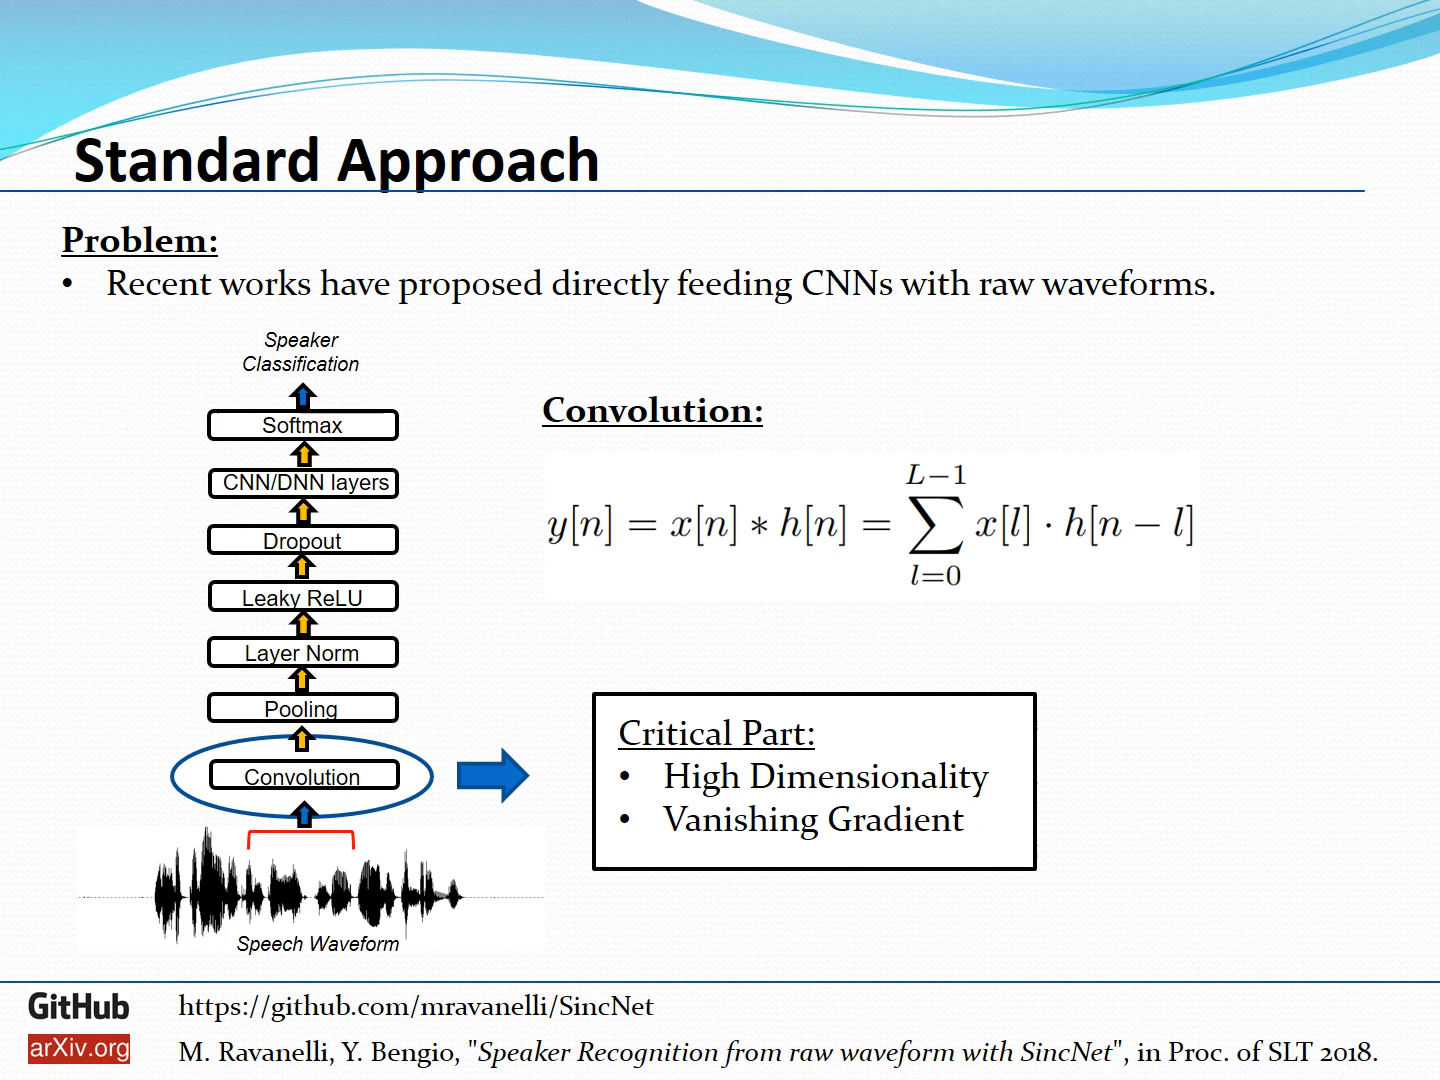 Standard Approach
Problem:
• Recent works have proposed directly feeding CNNs with raw waveforms.
Speaker
Classification
Softmax
CNN/DNN layers
Dropout
Leaky ReLU
Layer Norm
Pooling
Convolution
Speech Waveform
Convolution:
y[n] = x[n] * h[n] = \sum_{l=0}^{L-1} x[l] · h[n − l]
Critical Part:
• High Dimensionality
• Vanishing Gradient
GitHub https://github.com/mravanelli/SincNet
arXiv.org M. Ravanelli, Y. Bengio, "Speaker Recognition from raw waveform with SincNet", in Proc. of SLT 2018.